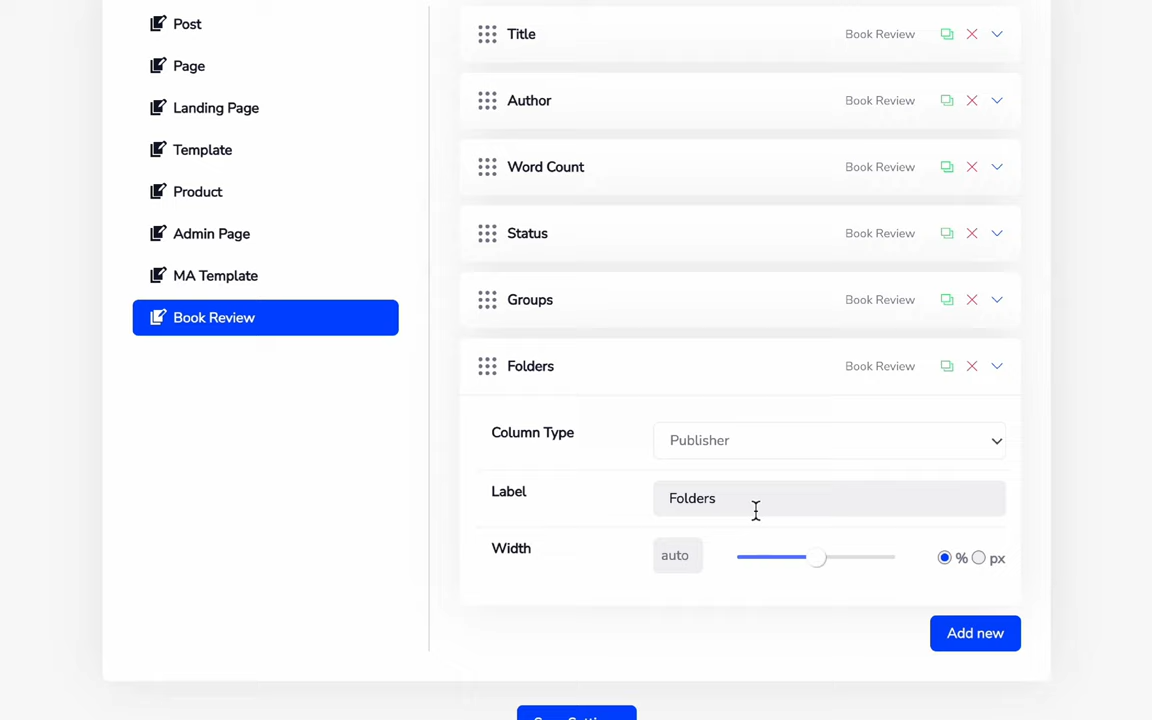 Post
Page
Landing Page
Template
Product
Admin Page
MA Template
Book Review
Title Book Review
Author Book Review
Word Count Book Review
Status Book Review
Groups Book Review
Folders Book Review
Column Type Publisher
Label Folders
Width auto % px
Add new